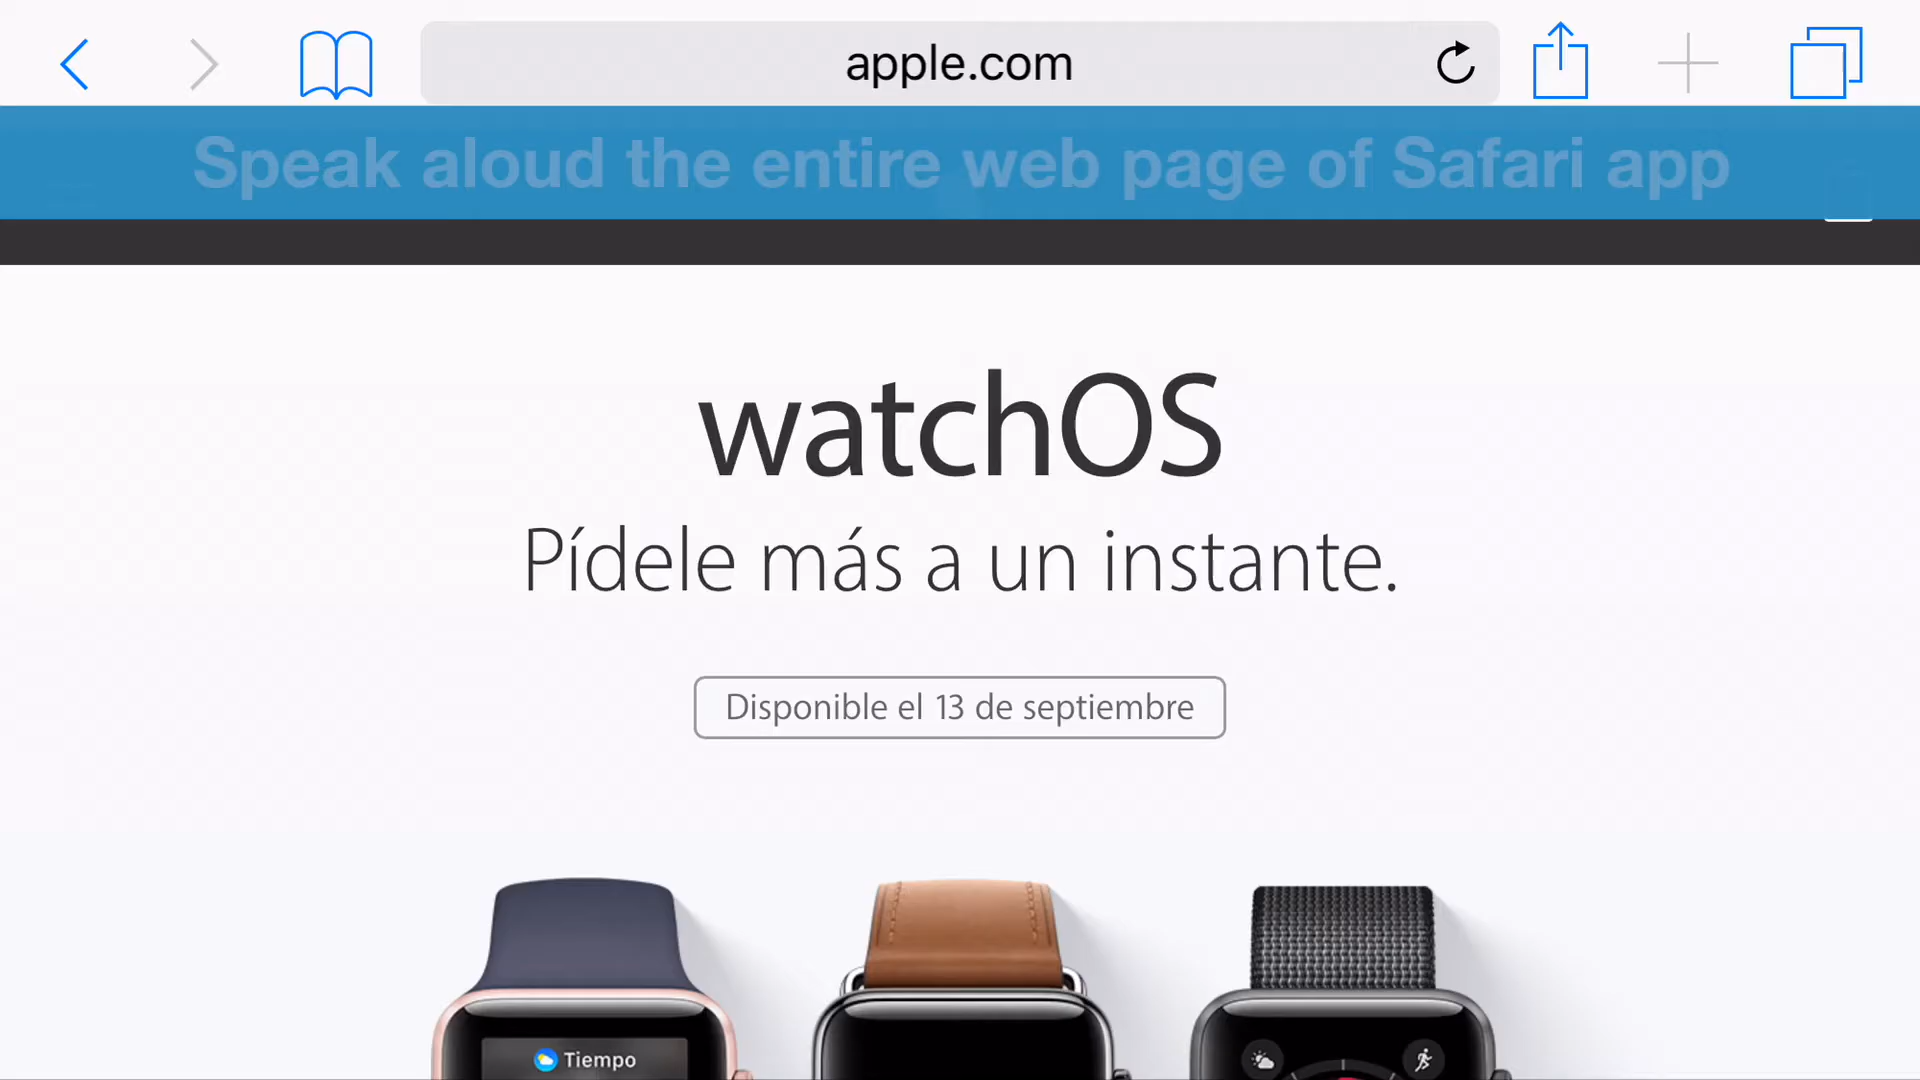 apple.com
Speak aloud the entire web page of Safari app
watchOS
Pídele más a un instante.
Disponible el 13 de septiembre
Tiempo